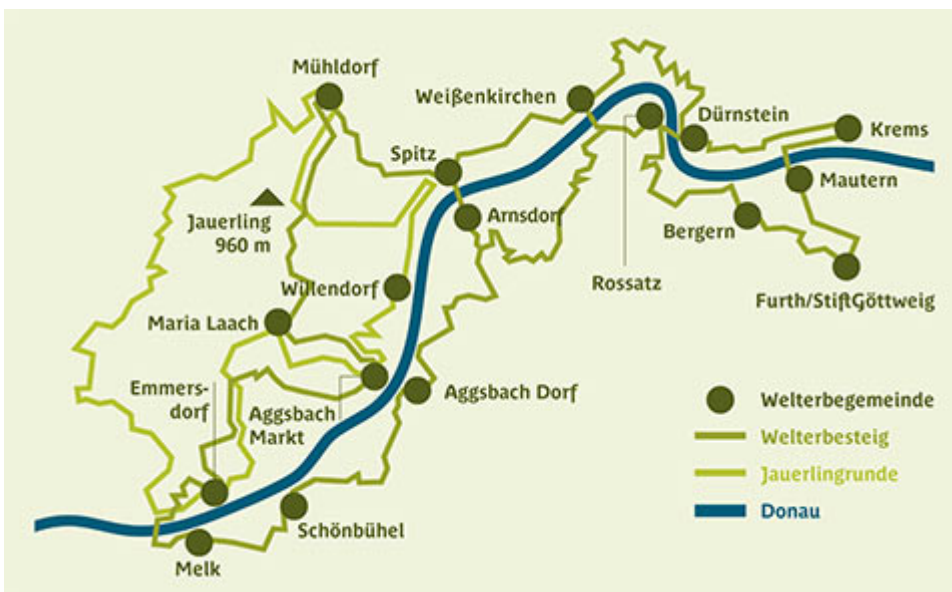 Mühldorf
Weißenkirchen
Dürnstein
Krems
Spitz
Mautern
Jauerling
960 m
Arnsdorf
Bergern
Willendorf
Rossatz
Furth/StiftGöttweig
Maria Laach
Emmers-
dorf
Aggsbach
Markt
Aggsbach Dorf
Welterbegemeinde
Welterbesteig
Jauerlingrunde
Donau
Schönbühel
Melk